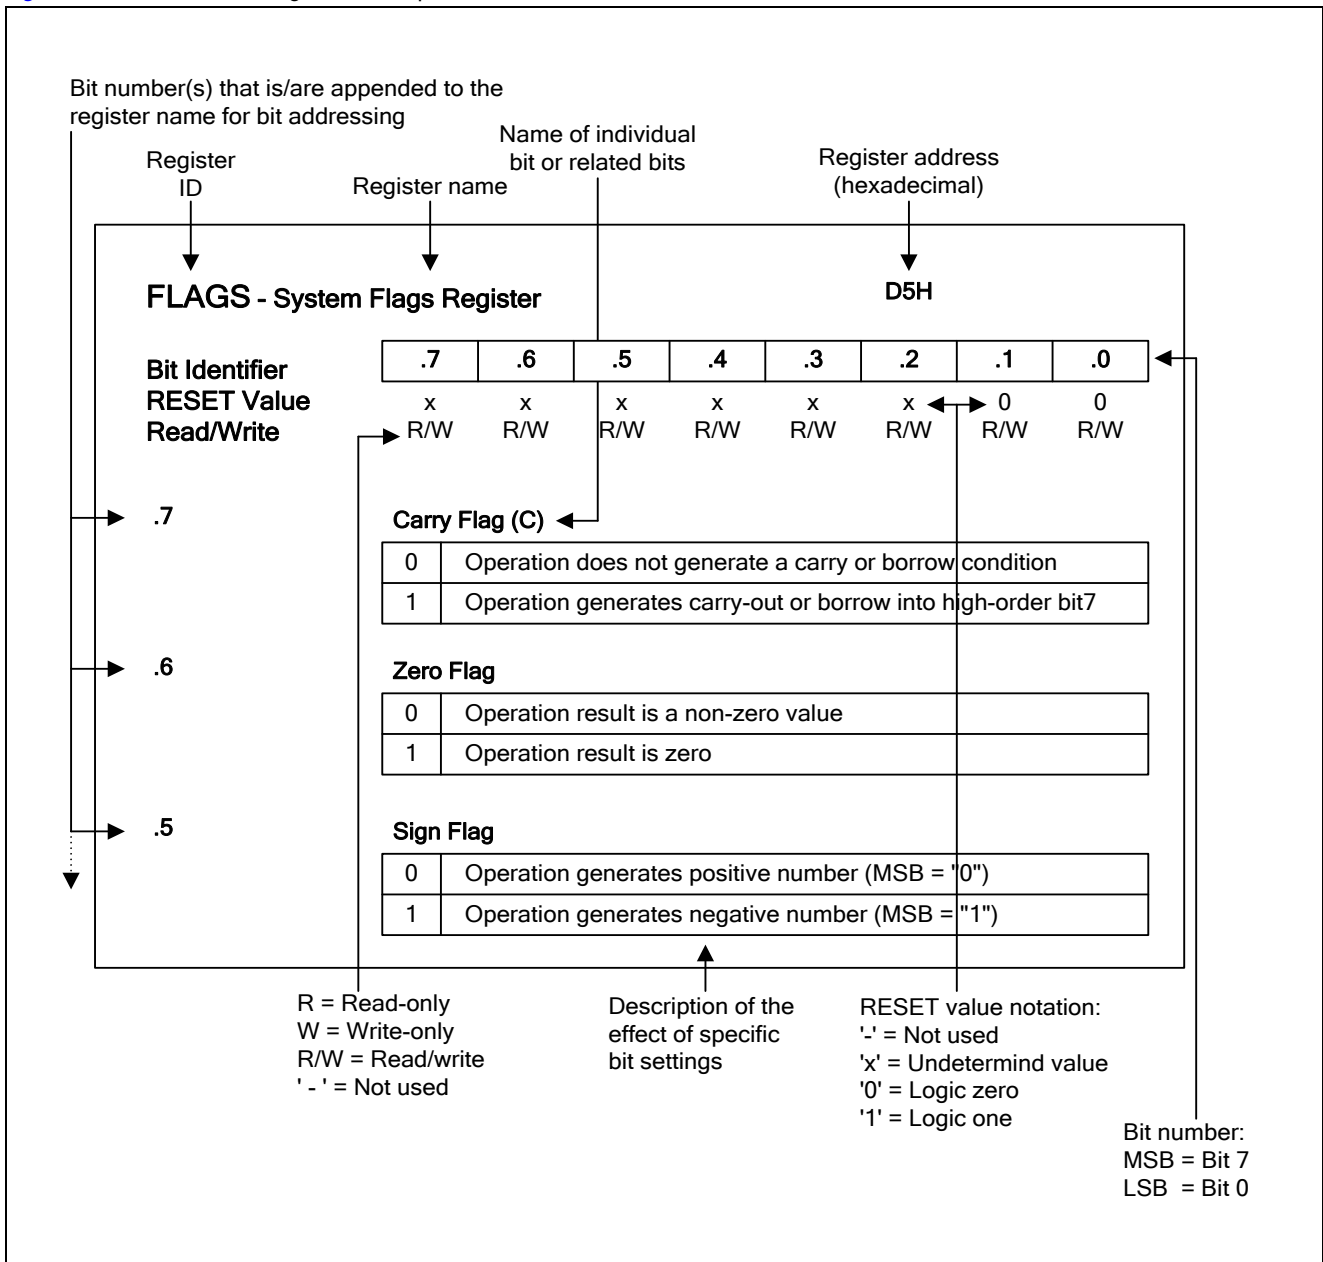 Bit number(s) that is/are appended to the
register name for bit addressing
Name of individual
bit or related bits
Register
ID
Register name
Register address
(hexadecimal)
FLAGS - System Flags Register
D5H
Bit Identifier
.7 .6 .5 .4 .3 .2 .1 .0
RESET Value
x x x x x x 0 0
Read/Write
R/W R/W R/W R/W R/W R/W R/W R/W
.7
Carry Flag (C)
0 Operation does not generate a carry or borrow condition
1 Operation generates carry-out or borrow into high-order bit7
.6
Zero Flag
0 Operation result is a non-zero value
1 Operation result is zero
.5
Sign Flag
0 Operation generates positive number (MSB = "0")
1 Operation generates negative number (MSB = "1")
R = Read-only
W = Write-only
R/W = Read/write
' - ' = Not used
Description of the
effect of specific
bit settings
RESET value notation:
'-' = Not used
'x' = Undetermind value
'0' = Logic zero
'1' = Logic one
Bit number:
MSB = Bit 7
LSB = Bit 0